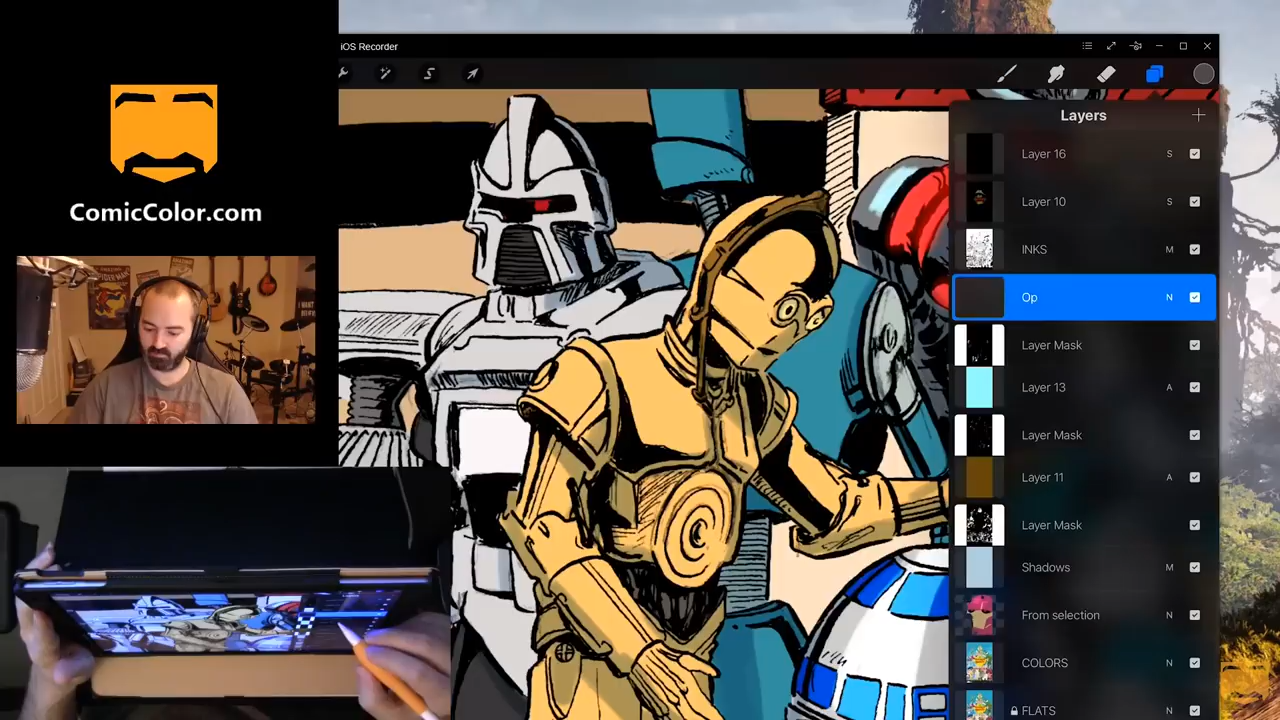 ComicColor.com
iOS Recorder
Layers
Layer 16 S
Layer 10 S
INKS M
Op N
Layer Mask
Layer 13 A
Layer Mask
Layer 11 A
Layer Mask
Shadows M
From selection N
COLORS N
FLATS N